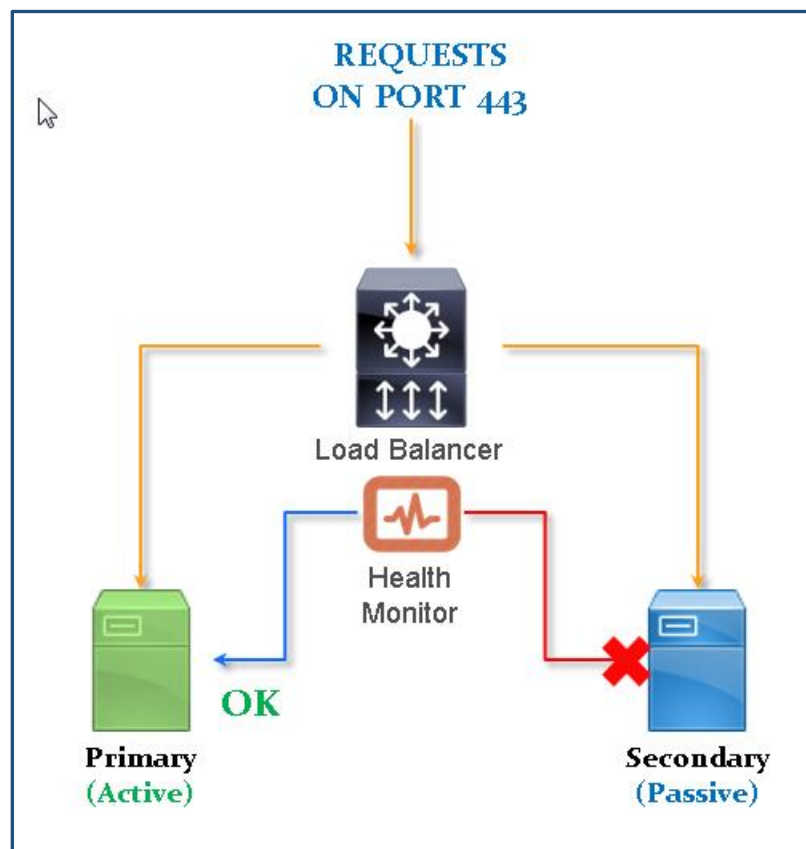 REQUESTS
ON PORT 443
Load Balancer
Health
Monitor
OK
Primary
(Active)
Secondary
(Passive)